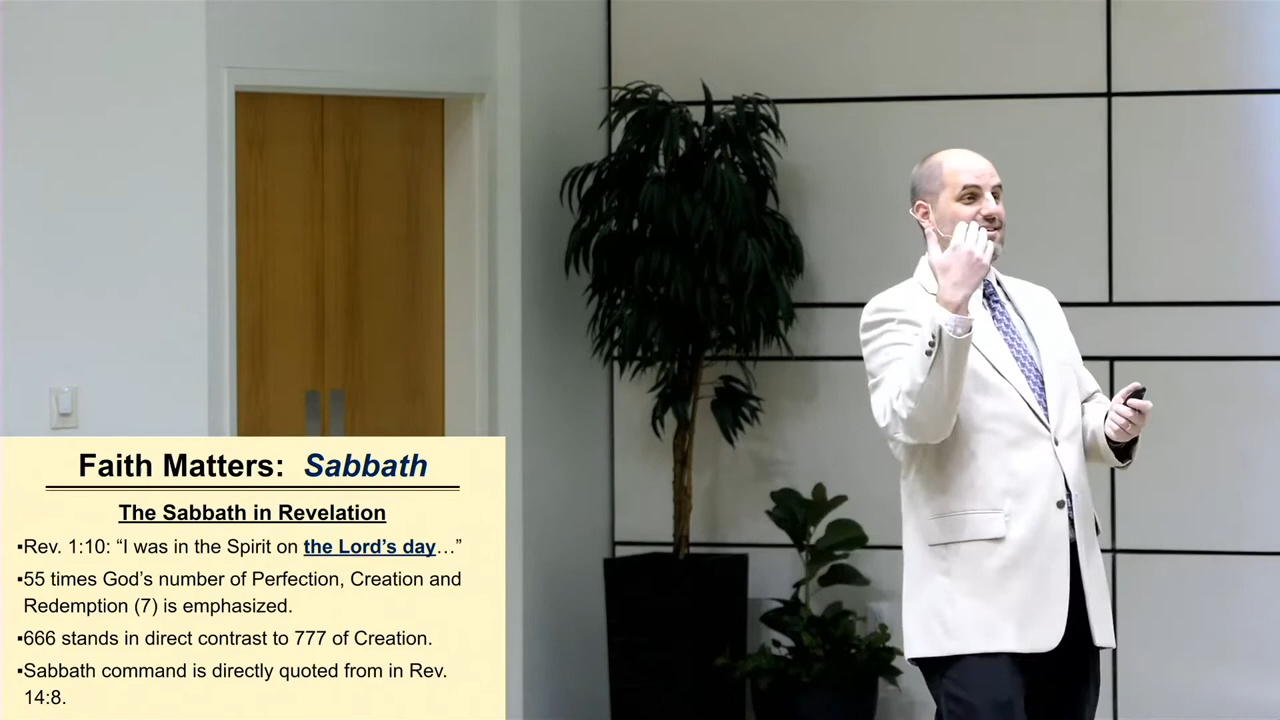 Faith Matters: Sabbath
The Sabbath in Revelation
▪Rev. 1:10: “I was in the Spirit on the Lord’s day…”
▪55 times God’s number of Perfection, Creation and
Redemption (7) is emphasized.
▪666 stands in direct contrast to 777 of Creation.
▪Sabbath command is directly quoted from in Rev.
14:8.